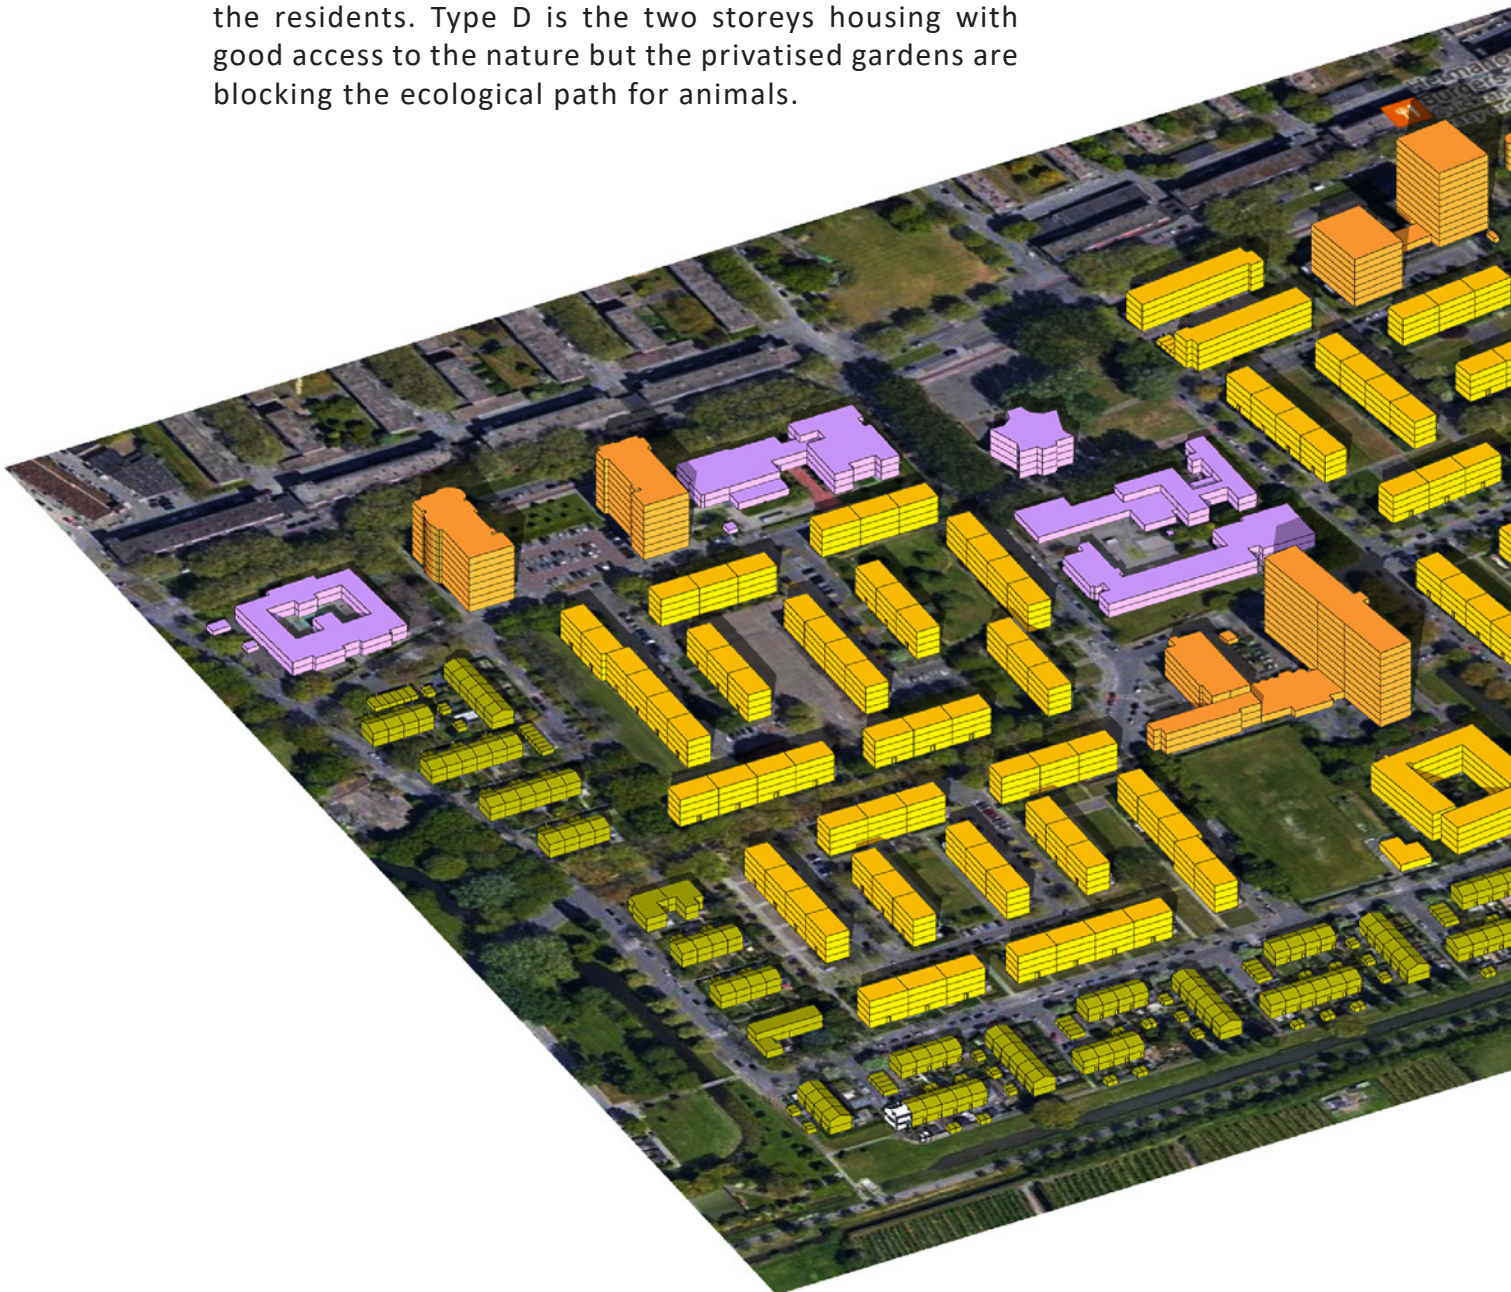 the residents. Type D is the two storeys housing with
good access to the nature but the privatised gardens are
blocking the ecological path for animals.